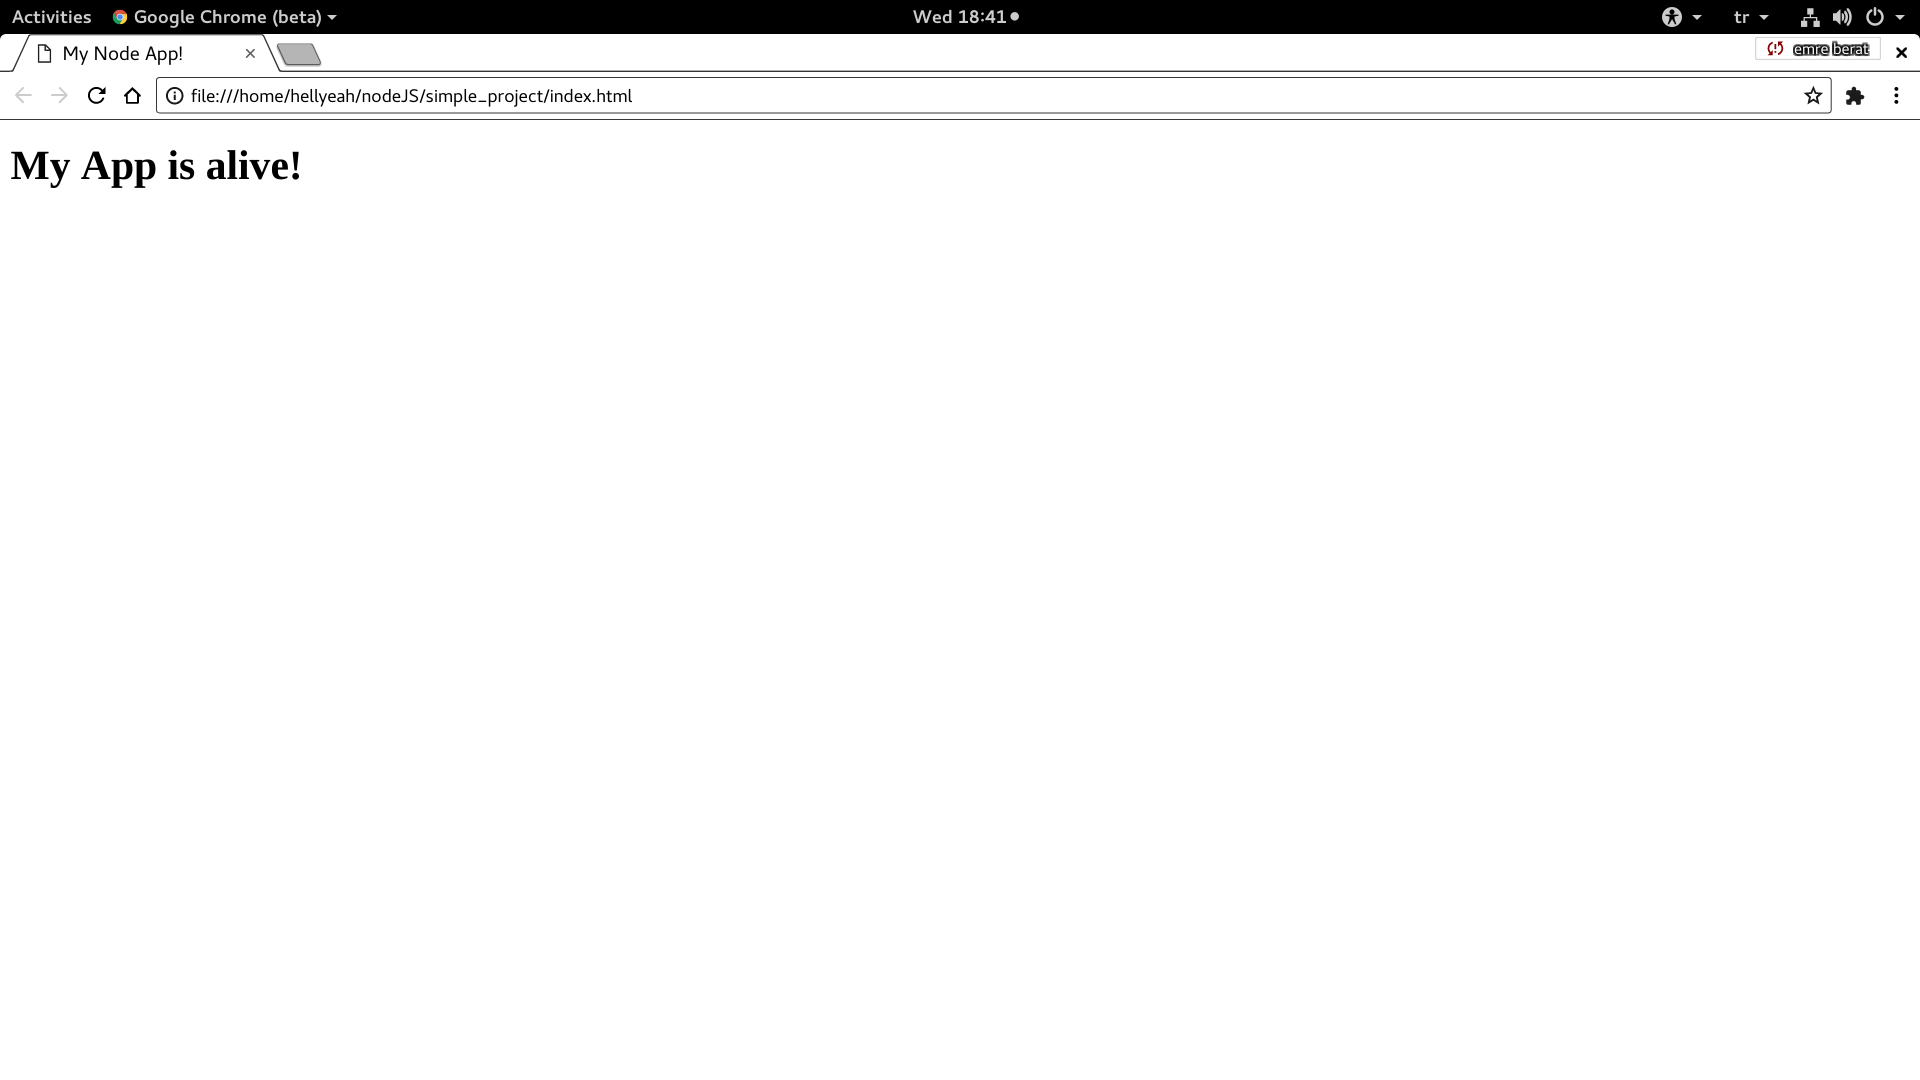 Activities Google Chrome (beta) Wed 18:41 tr
My Node App! emre berat
file:///home/hellyeah/nodeJS/simple_project/index.html
My App is alive!